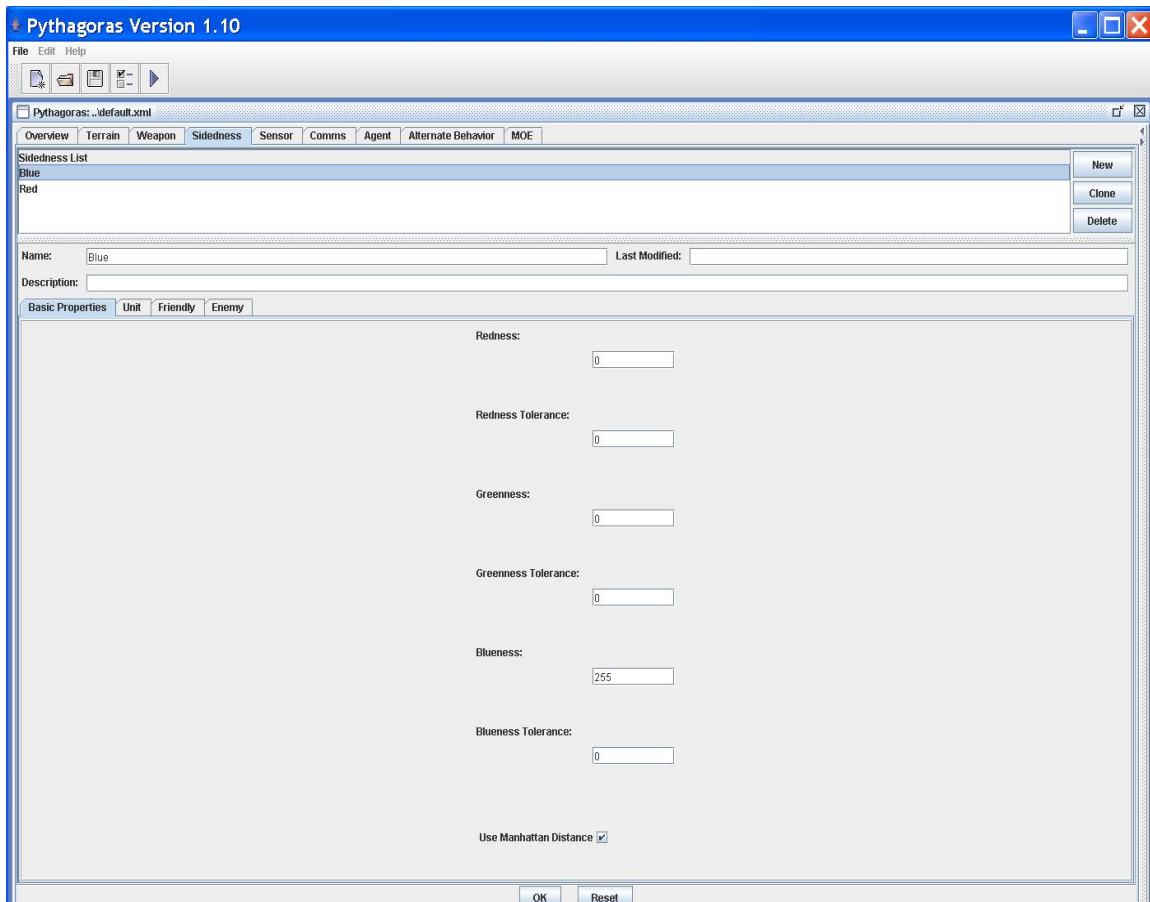 Pythagoras Version 1.10
File Edit Help
Pythagoras: ..\default.xml
Overview Terrain Weapon Sidedness Sensor Comms Agent Alternate Behavior MOE
Sidedness List
Blue
Red
New
Clone
Delete
Name: Blue Last Modified:
Description:
Basic Properties Unit Friendly Enemy
Redness:
0
Redness Tolerance:
0
Greenness:
0
Greenness Tolerance:
0
Blueness:
255
Blueness Tolerance:
0
Use Manhattan Distance
OK Reset